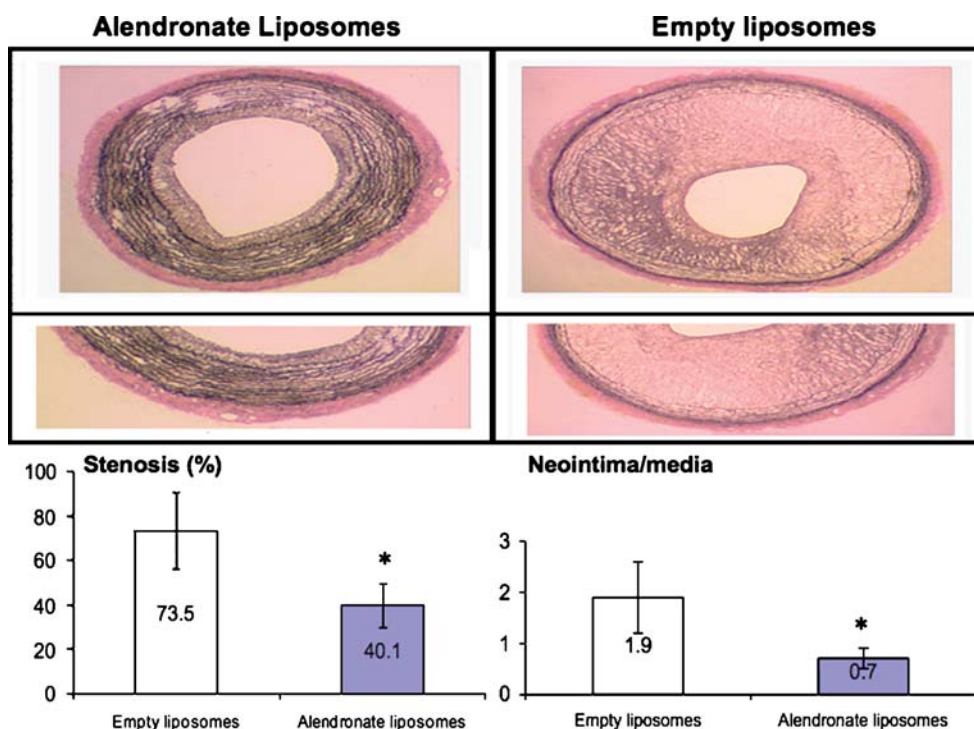 Alendronate Liposomes
Empty liposomes
Stenosis (%)
100
80
60
40
20
0
73.5
*
40.1
Empty liposomes
Alendronate liposomes
Neointima/media
3
2
1
0
1.9
*
0.7
Empty liposomes
Alendronate liposomes